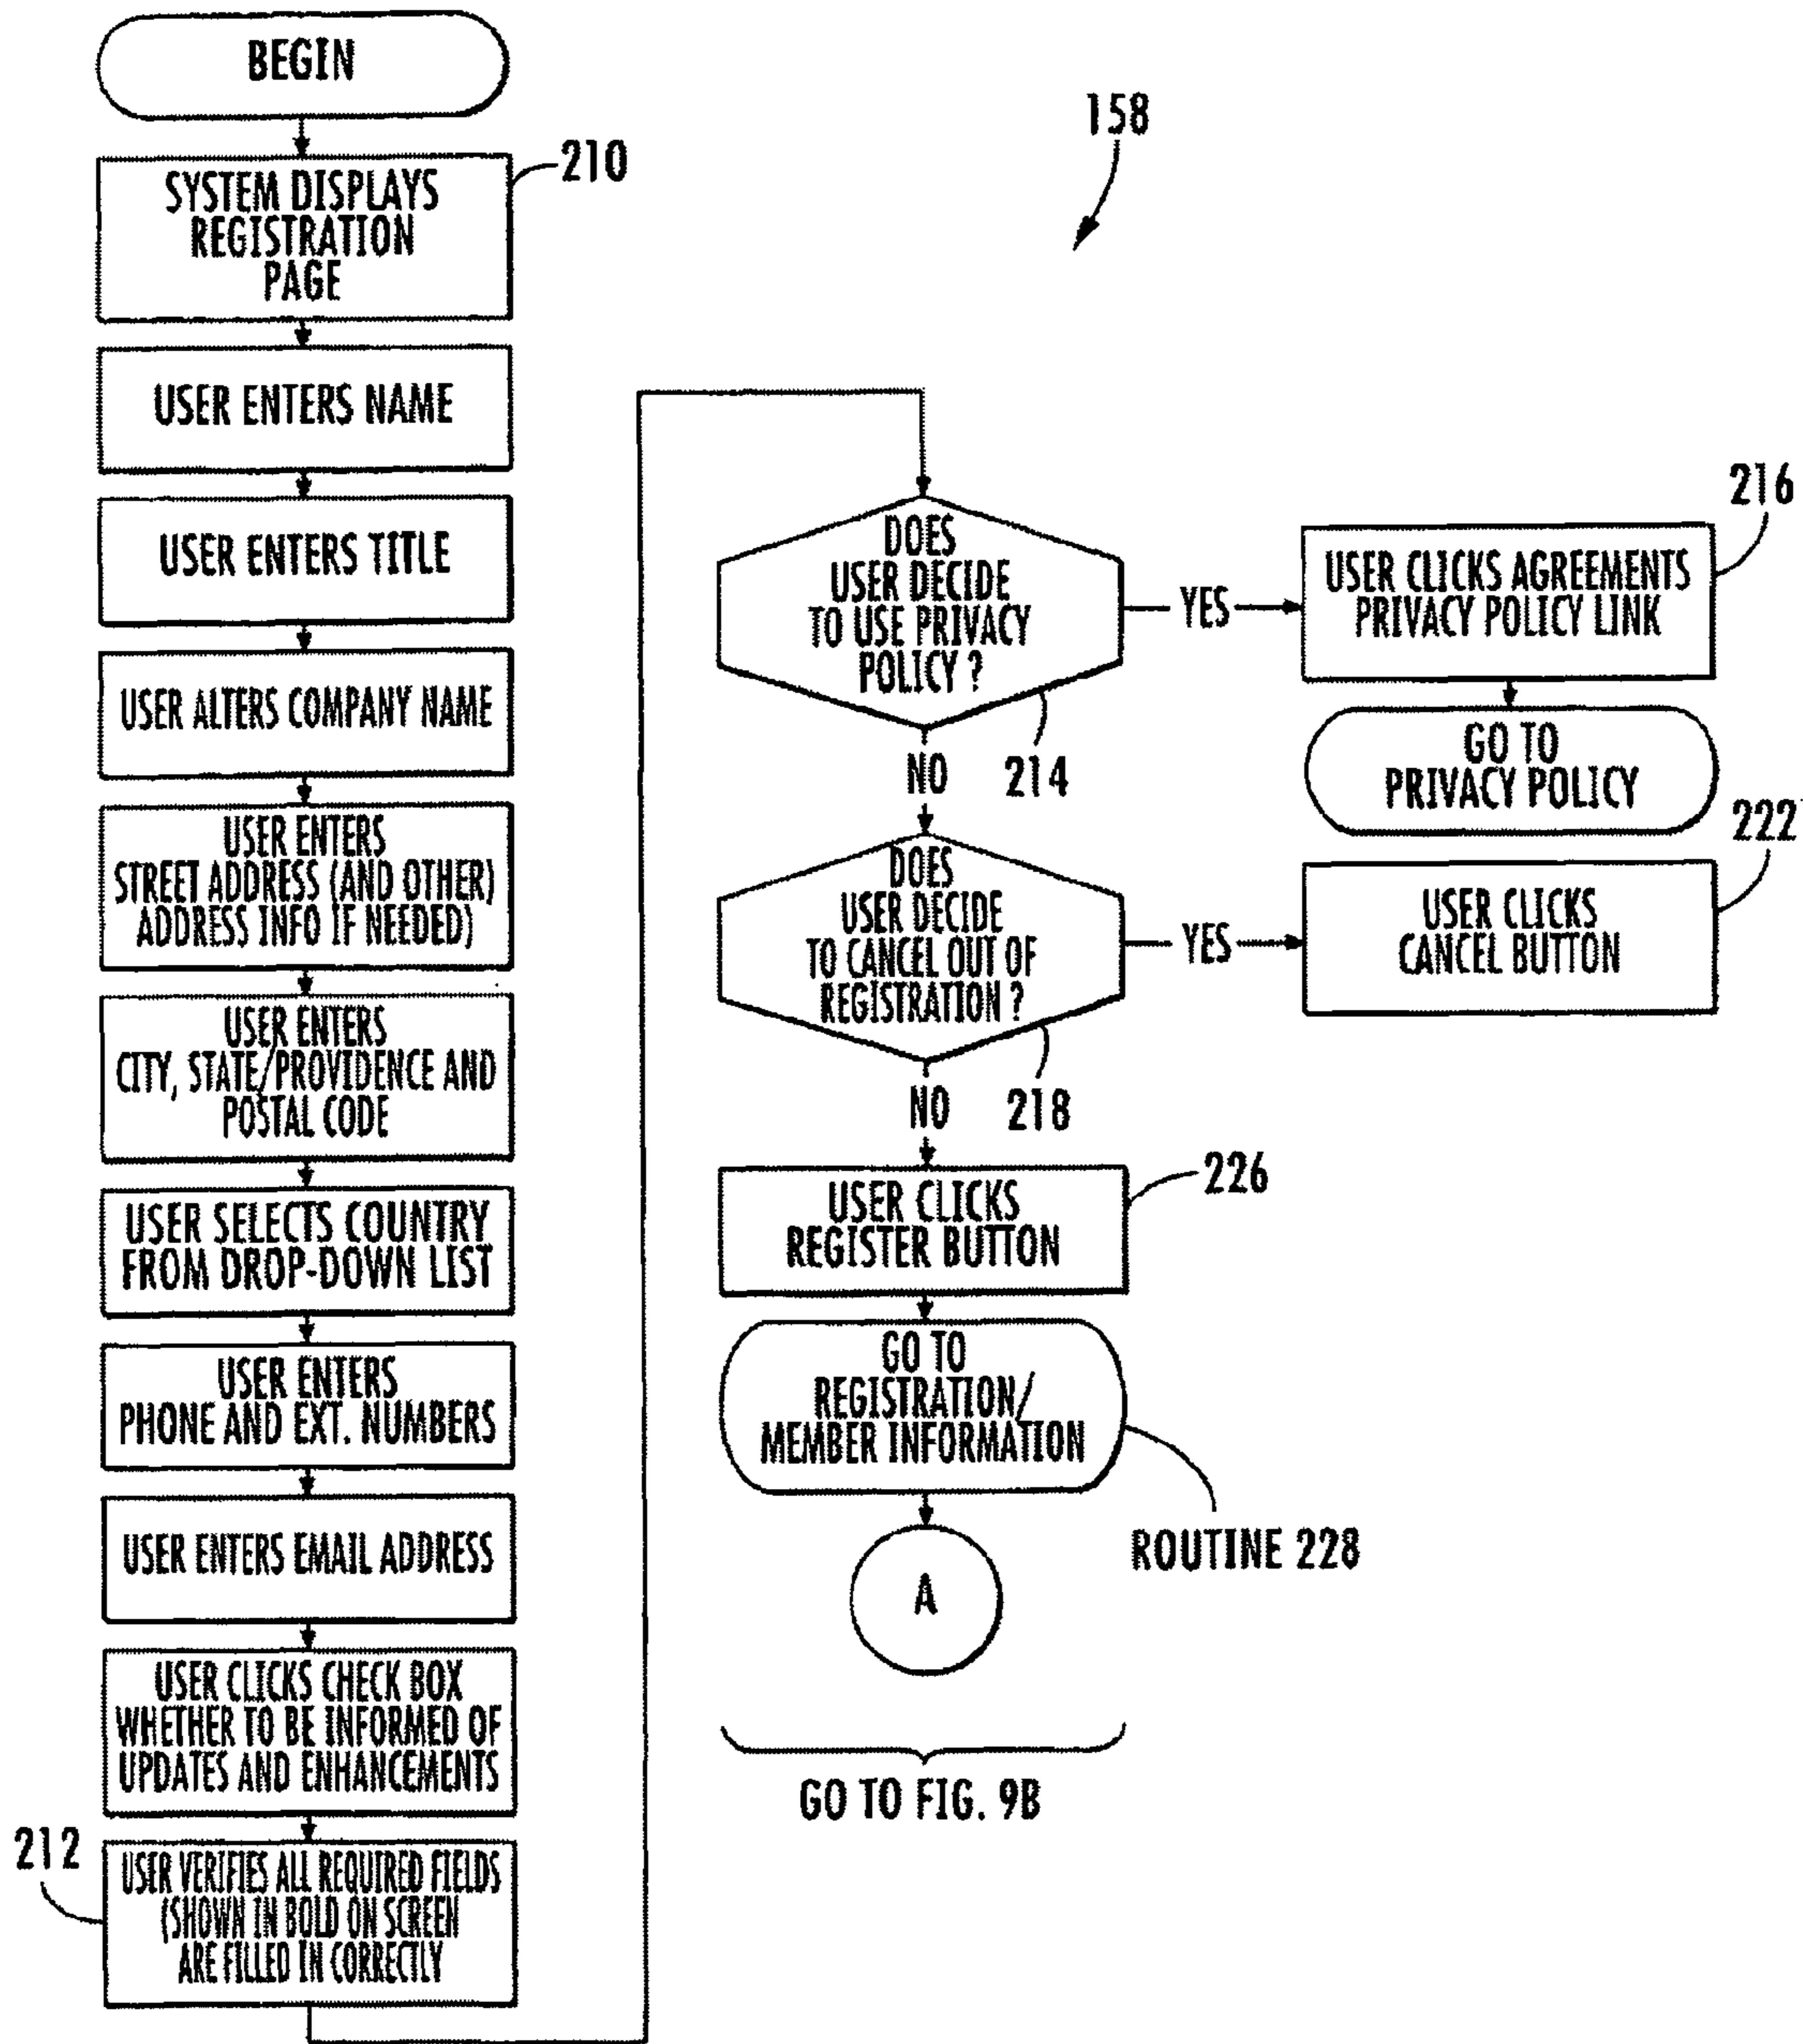 BEGIN
158
210
SYSTEM DISPLAYS
REGISTRATION
PAGE
USER ENTERS NAME
USER ENTERS TITLE
USER ALTERS COMPANY NAME
USER ENTERS
STREET ADDRESS (AND OTHER)
ADDRESS INFO IF NEEDED)
USER ENTERS
CITY, STATE/PROVIDENCE AND
POSTAL CODE
USER SELECTS COUNTRY
FROM DROP-DOWN LIST
USER ENTERS
PHONE AND EXT. NUMBERS
USER ENTERS EMAIL ADDRESS
USER CLICKS CHECK BOX
WHETHER TO BE INFORMED OF
UPDATES AND ENHANCEMENTS
212
USER VERIFIES ALL REQUIRED FIELDS
(SHOWN IN BOLD ON SCREEN
ARE FILLED IN CORRECTLY
DOES
USER DECIDE
TO USE PRIVACY
POLICY ?
214
YES
216
USER CLICKS AGREEMENTS
PRIVACY POLICY LINK
GO TO
PRIVACY POLICY
NO
DOES
USER DECIDE
TO CANCEL OUT OF
REGISTRATION ?
218
YES
222
USER CLICKS
CANCEL BUTTON
NO
226
USER CLICKS
REGISTER BUTTON
GO TO
REGISTRATION/
MEMBER INFORMATION
ROUTINE 228
A
GO TO FIG. 9B